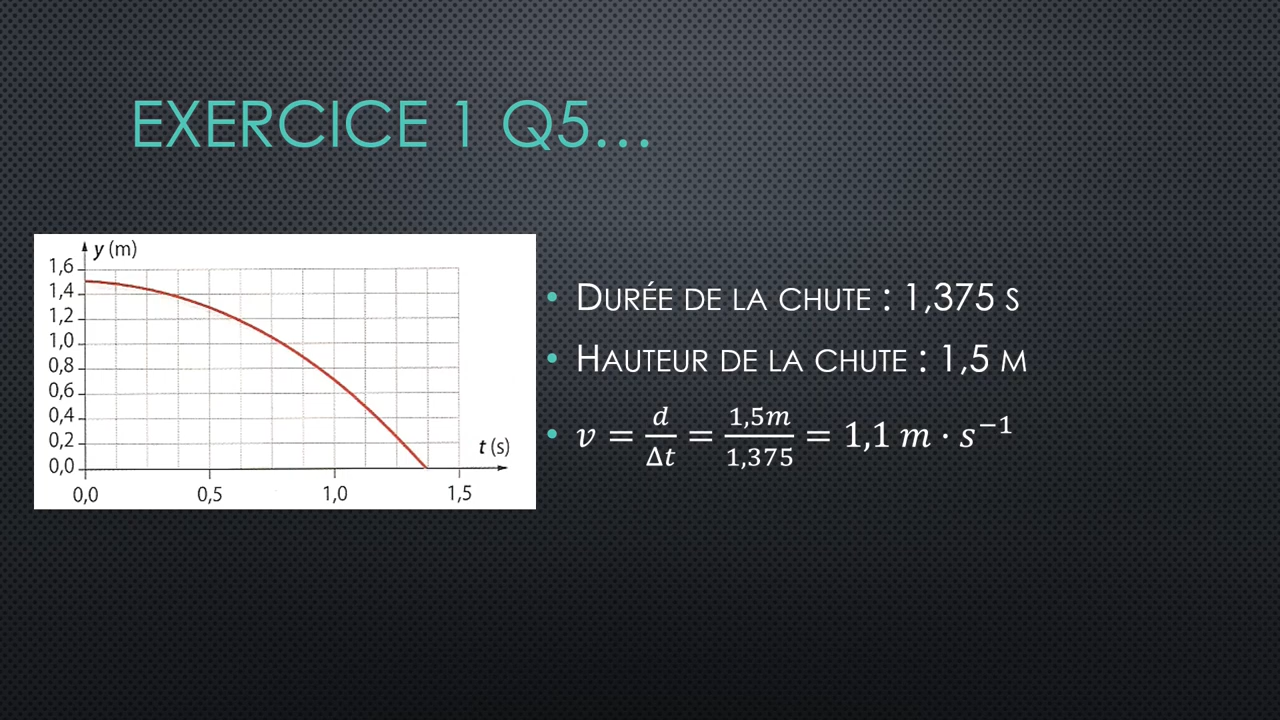 EXERCICE 1 Q5...
y (m)
1,6
1,4
1,2
1,0
0,8
0,6
0,4
0,2
0,0
t (s)
0,0 0,5 1,0 1,5
• DURÉE DE LA CHUTE : 1,375 S
• HAUTEUR DE LA CHUTE : 1,5 M
• v = d/Δt = 1,5m/1,375 = 1,1 m · s⁻¹